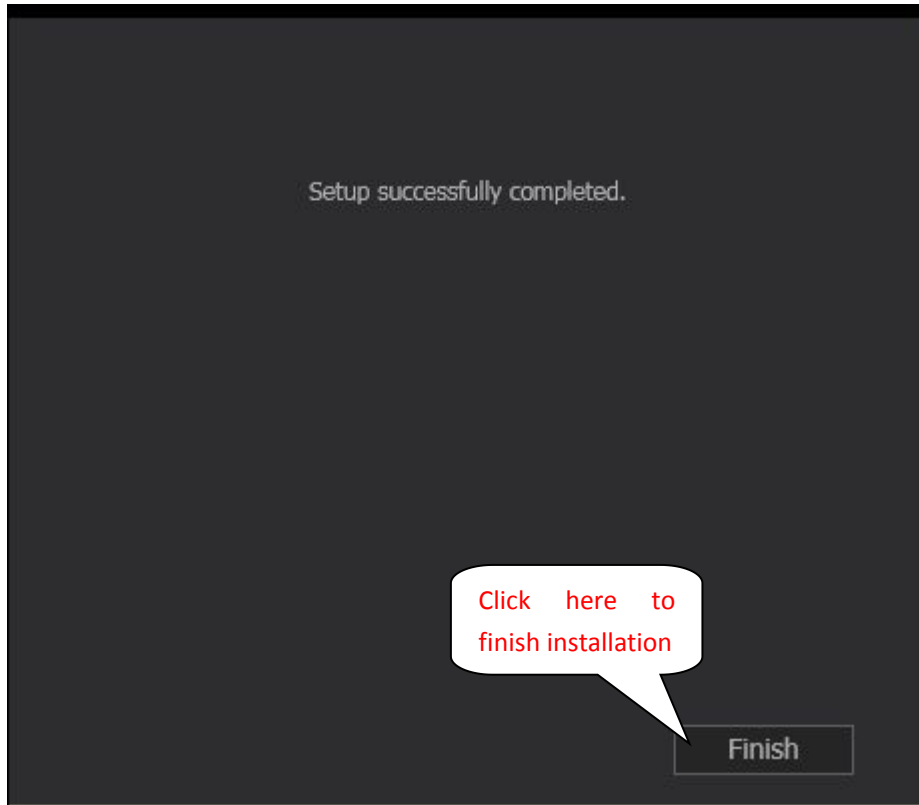 Setup successfully completed.
Click here to
finish installation
Finish